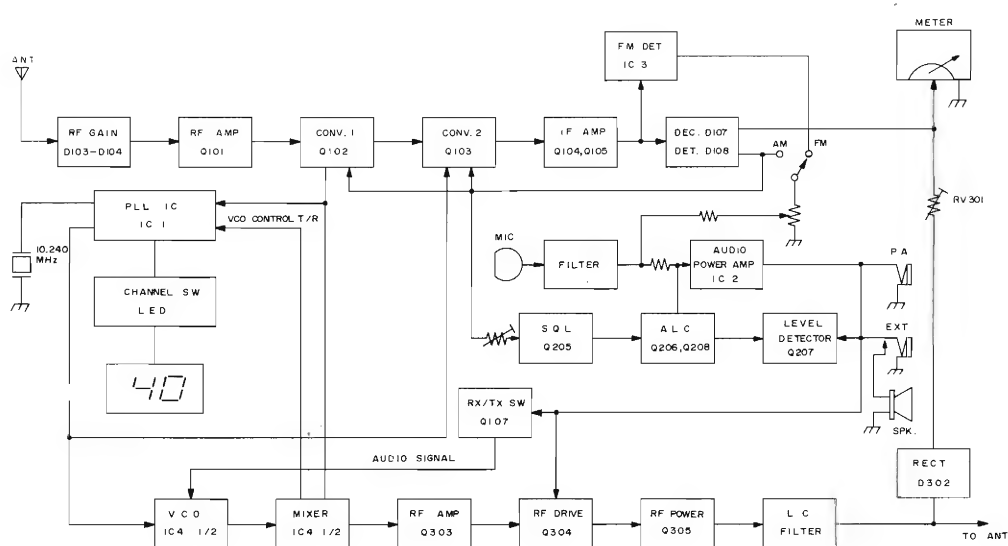 METER
ANT
FM DET
IC 3
RF GAIN
D103-D104
RF AMP
Q101
CONV. 1
Q102
CONV. 2
Q103
IF AMP
Q104,Q105
DEC. D107
DET. D108
AM
FM
PLL IC
IC 1
VCO CONTROL T/R
RV301
10.240
MHz
MIC
FILTER
AUDIO
POWER AMP
IC 2
PA
CHANNEL SW
LED
SQL
Q205
ALC
Q206,Q208
LEVEL
DETECTOR
Q207
EXT
40
RX/TX SW
Q107
SPK.
AUDIO SIGNAL
RECT
D302
VCO
IC4 1/2
MIXER
IC4 1/2
RF AMP
Q303
RF DRIVE
Q304
RF POWER
Q305
LC
FILTER
TO ANT